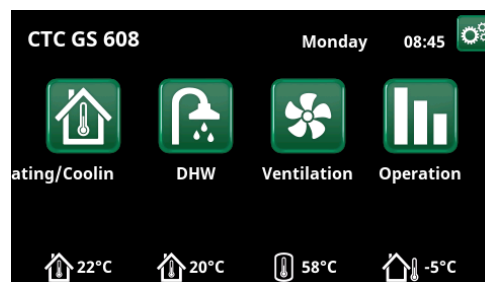 CTC GS 608 Monday 08:45
ating/Coolin DHW Ventilation Operation
22°C 20°C 58°C -5°C